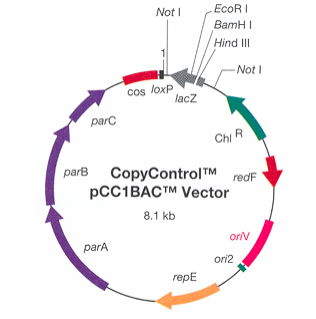 Not I
EcoR I
BamH I
Hind III
Not I
1
cos
loxP
lacZ
parC
Chl R
parB
CopyControl™
pCC1BAC™ Vector
8.1 kb
redF
oriV
parA
ori2
repE